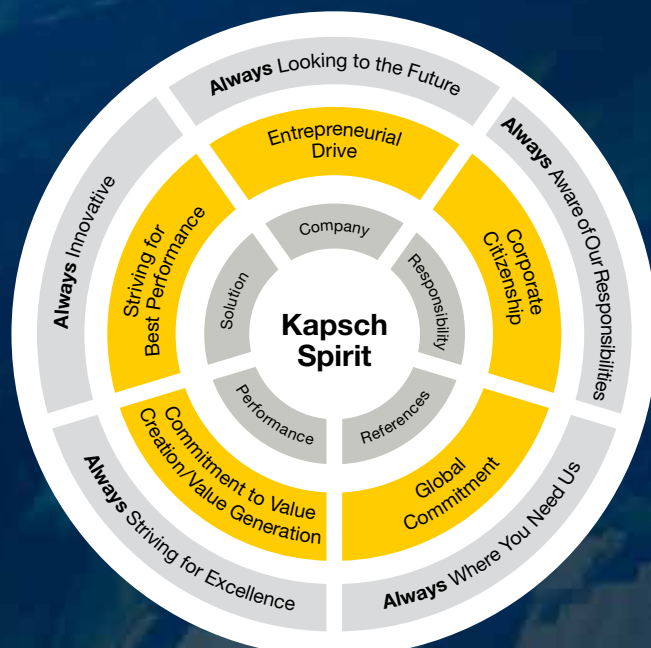 Always Looking to the Future
Always Aware of Our Responsibilities
Always Where You Need Us
Always Striving for Excellence
Always Innovative
Entrepreneurial
Drive
Corporate
Citizenship
Global
Commitment
Commitment to Value
Creation/Value Generation
Striving for
Best Performance
Company
Responsibility
References
Performance
Solution
Kapsch
Spirit